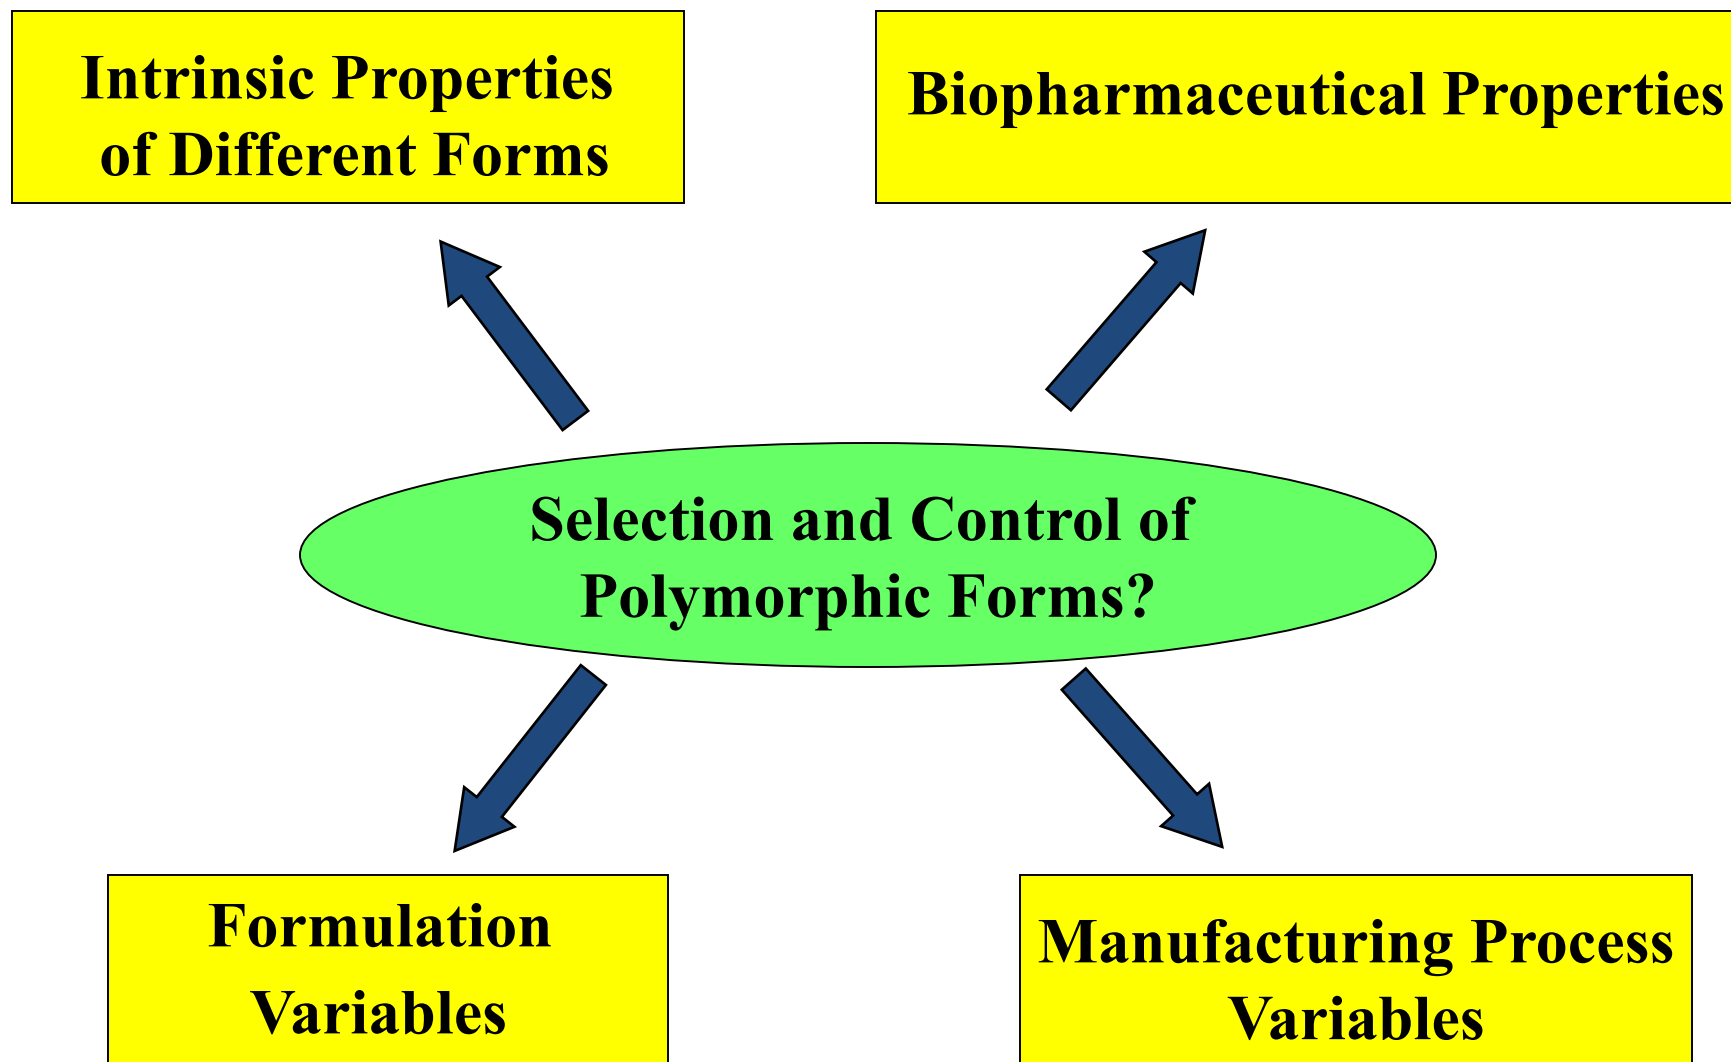 Intrinsic Properties
of Different Forms
Biopharmaceutical Properties
Selection and Control of
Polymorphic Forms?
Formulation
Variables
Manufacturing Process
Variables